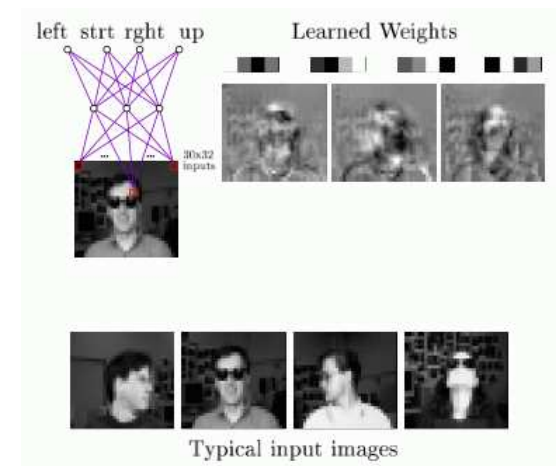 left strt rght up
Learned Weights
... ...
30x32
inputs
Typical input images